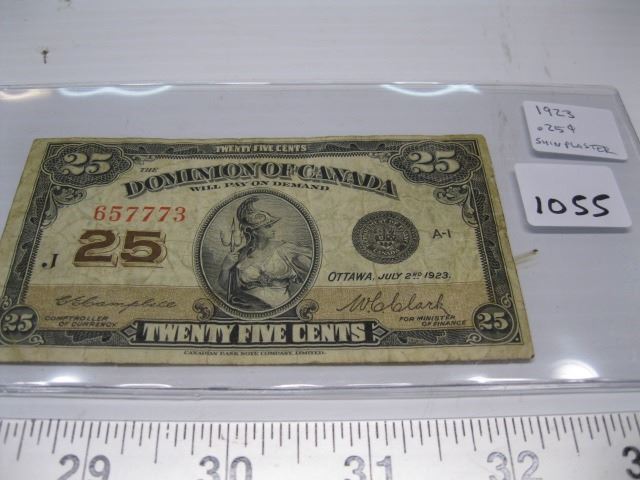 1923
.25¢
SHINPLASTER
1055
TWENTY FIVE CENTS
25 25
THE DOMINION OF CANADA
WILL PAY ON DEMAND
657773
25
.J
A-1
OTTAWA, JULY 2ND 1923.
C E Campbell
W C Clark
COMPTROLLER OF CURRENCY
FOR MINISTER OF FINANCE
25 TWENTY FIVE CENTS 25
CANADIAN BANK NOTE COMPANY, LIMITED.
29 30 31 32